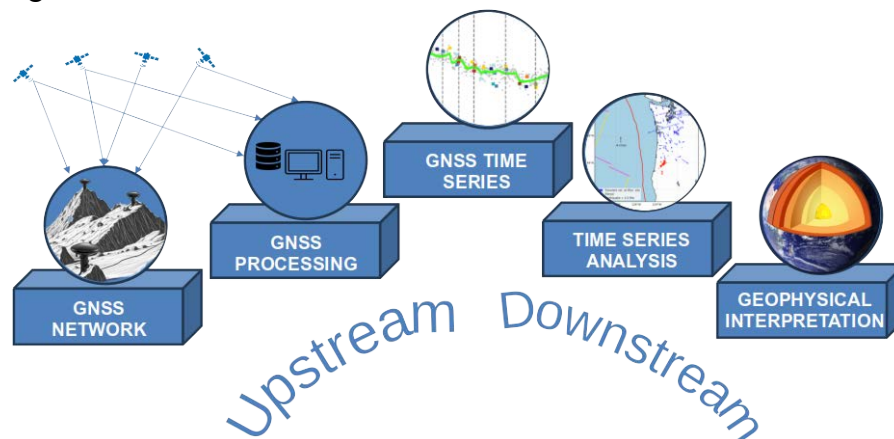 GNSS
NETWORK
GNSS
PROCESSING
GNSS TIME
SERIES
TIME SERIES
ANALYSIS
GEOPHYSICAL
INTERPRETATION
Upstream
Downstream